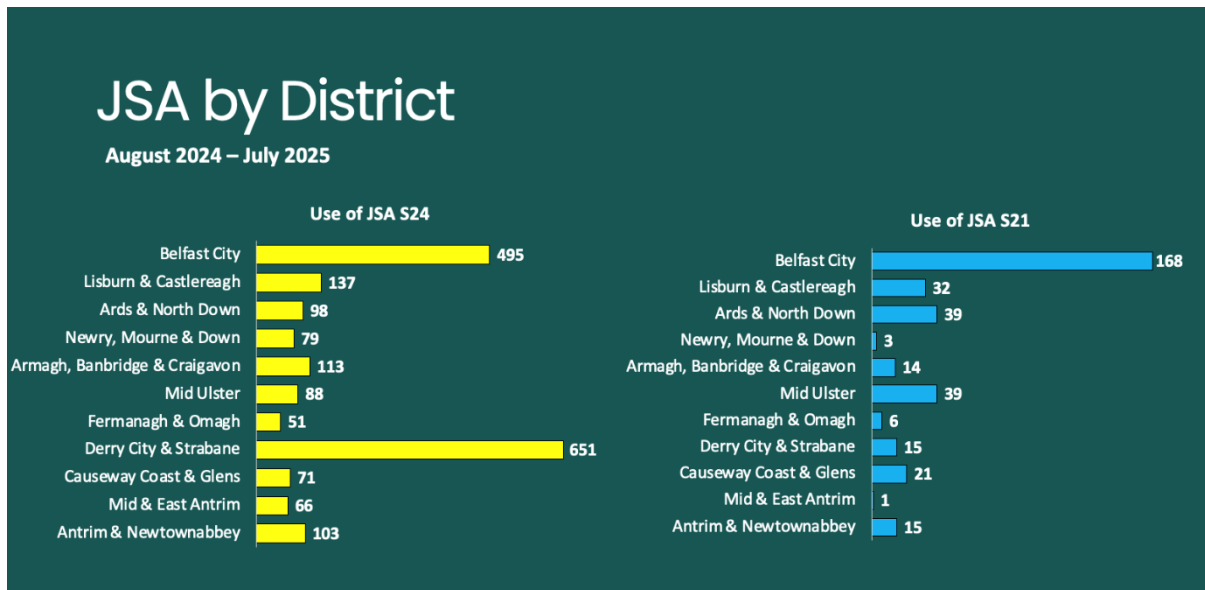 JSA by District
August 2024 – July 2025
Use of JSA S24
Belfast City 495
Lisburn & Castlereagh 137
Ards & North Down 98
Newry, Mourne & Down 79
Armagh, Banbridge & Craigavon 113
Mid Ulster 88
Fermanagh & Omagh 51
Derry City & Strabane 651
Causeway Coast & Glens 71
Mid & East Antrim 66
Antrim & Newtownabbey 103
Use of JSA S21
Belfast City 168
Lisburn & Castlereagh 32
Ards & North Down 39
Newry, Mourne & Down 3
Armagh, Banbridge & Craigavon 14
Mid Ulster 39
Fermanagh & Omagh 6
Derry City & Strabane 15
Causeway Coast & Glens 21
Mid & East Antrim 1
Antrim & Newtownabbey 15